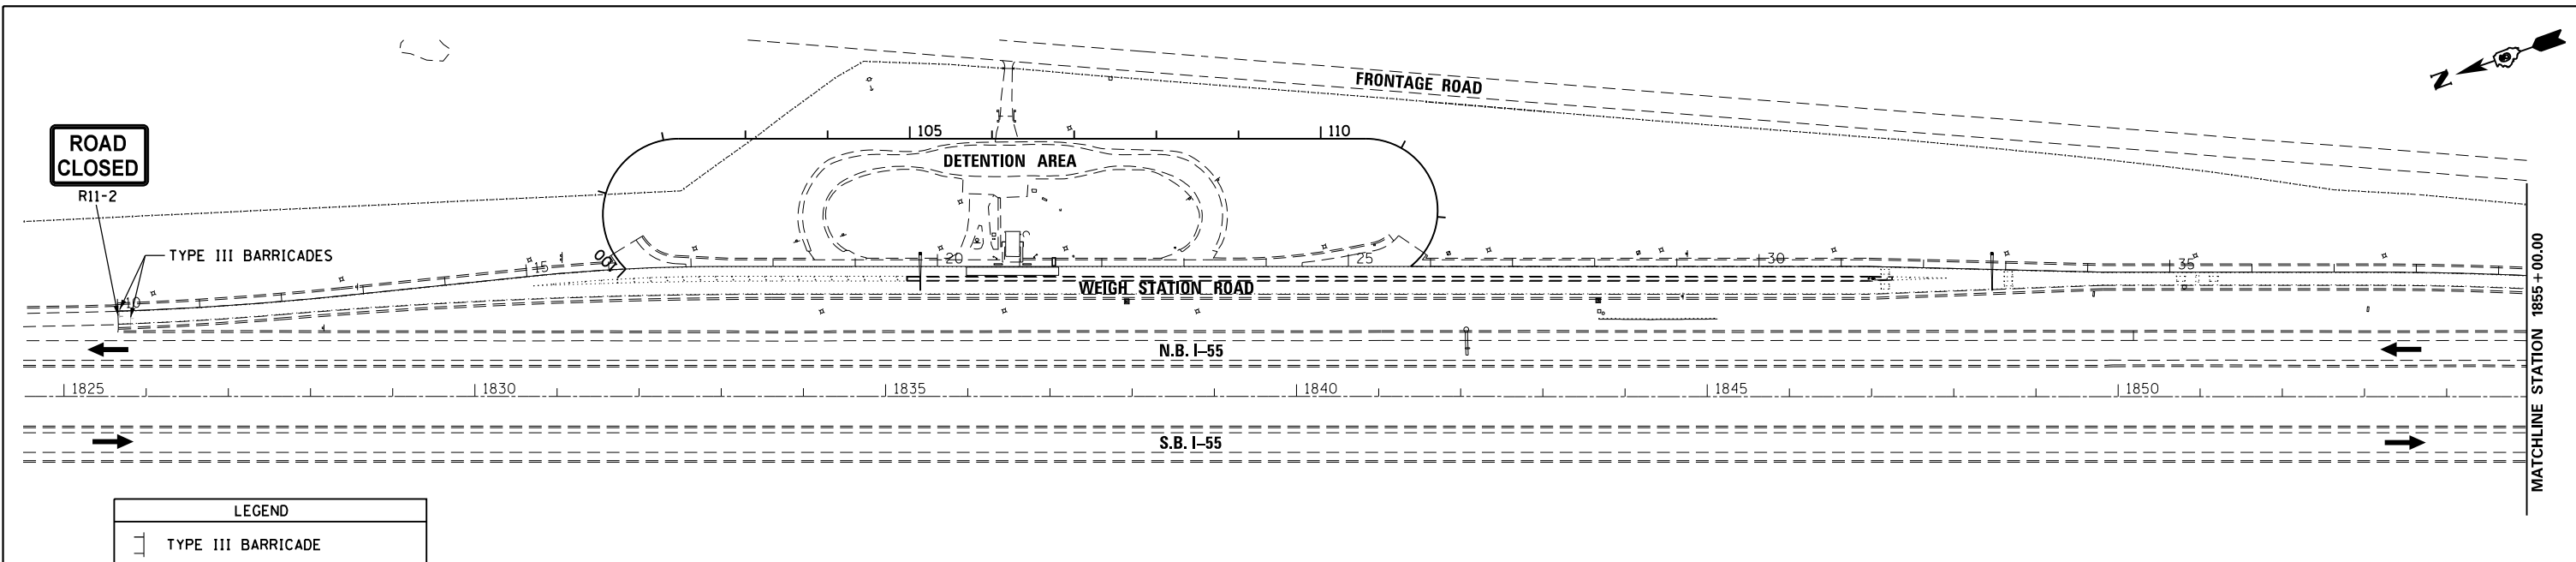 FRONTAGE ROAD
N
105
110
ROAD
CLOSED
R11-2
DETENTION AREA
TYPE III BARRICADES
100
10
15
20
25
30
35
WEIGH STATION ROAD
N.B. I-55
1825
1830
1835
1840
1845
1850
S.B. I-55
MATCHLINE STATION 1855+00.00
LEGEND
TYPE III BARRICADE